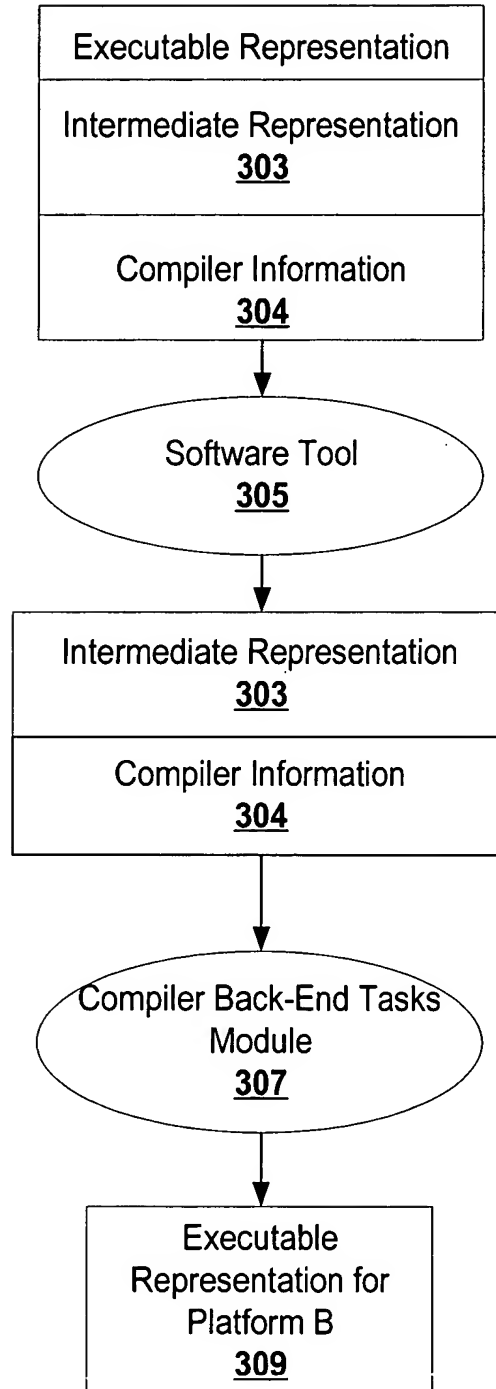 Executable Representation
Intermediate Representation
303
Compiler Information
304
Software Tool
305
Intermediate Representation
303
Compiler Information
304
Compiler Back-End Tasks
Module
307
Executable
Representation for
Platform B
309